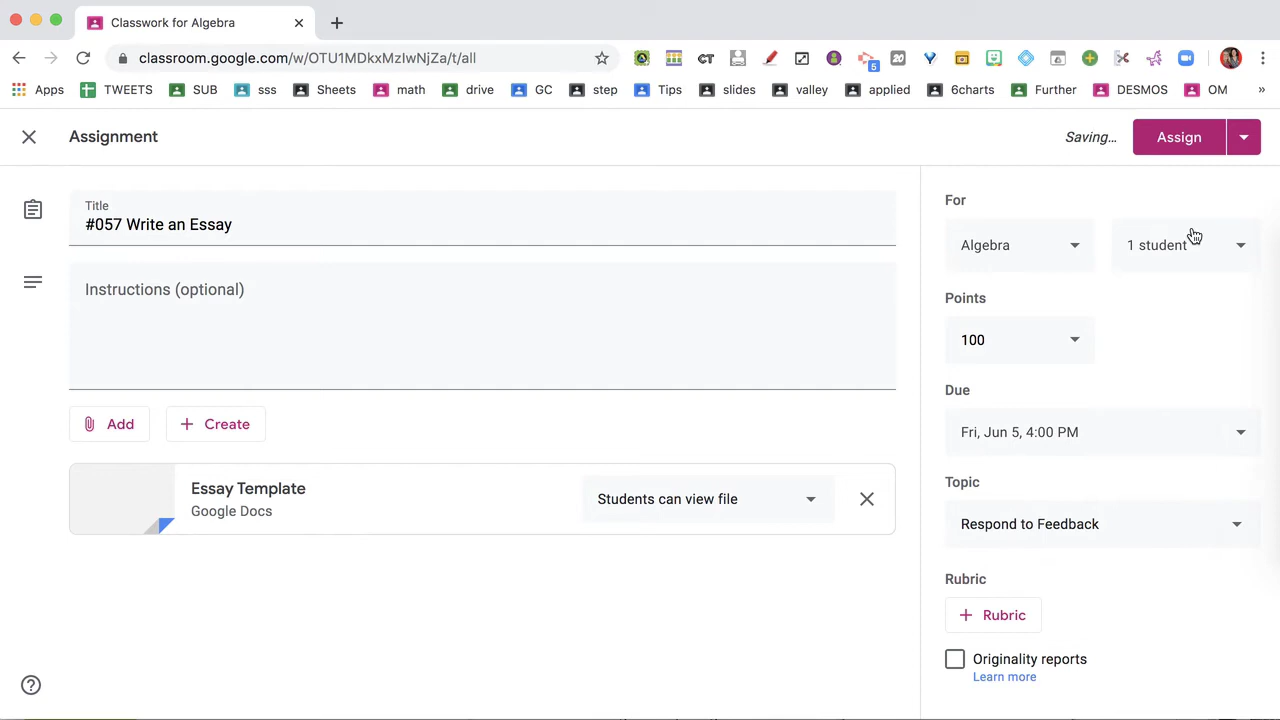 Classwork for Algebra
classroom.google.com/w/OTU1MDkxMzIwNjZa/t/all
5
CT
20
Apps TWEETS SUB sss Sheets math drive GC step Tips slides valley applied 6charts Further DESMOS OM »
Assignment
Saving...
Assign
Title
#057 Write an Essay
Instructions (optional)
Add
Create
Essay Template
Google Docs
Students can view file
For
Algebra
1 student
Points
100
Due
Fri, Jun 5, 4:00 PM
Topic
Respond to Feedback
Rubric
Rubric
Originality reports
Learn more